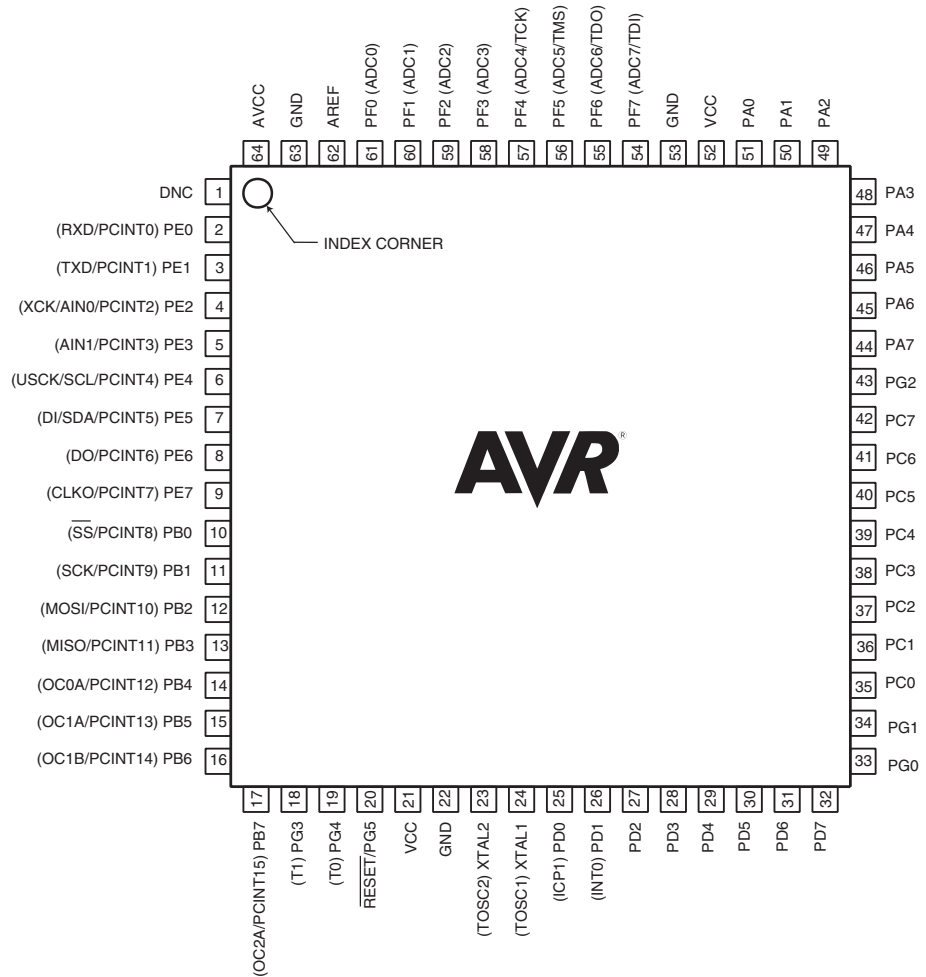 AVCC
GND
AREF
PF0 (ADC0)
PF1 (ADC1)
PF2 (ADC2)
PF3 (ADC3)
PF4 (ADC4/TCK)
PF5 (ADC5/TMS)
PF6 (ADC6/TDO)
PF7 (ADC7/TDI)
GND
VCC
PA0
PA1
PA2
64 63 62 61 60 59 58 57 56 55 54 53 52 51 50 49
DNC 1
(RXD/PCINT0) PE0 2
(TXD/PCINT1) PE1 3
(XCK/AIN0/PCINT2) PE2 4
(AIN1/PCINT3) PE3 5
(USCK/SCL/PCINT4) PE4 6
(DI/SDA/PCINT5) PE5 7
(DO/PCINT6) PE6 8
(CLKO/PCINT7) PE7 9
(SS/PCINT8) PB0 10
(SCK/PCINT9) PB1 11
(MOSI/PCINT10) PB2 12
(MISO/PCINT11) PB3 13
(OC0A/PCINT12) PB4 14
(OC1A/PCINT13) PB5 15
(OC1B/PCINT14) PB6 16
INDEX CORNER
AVR®
48 PA3
47 PA4
46 PA5
45 PA6
44 PA7
43 PG2
42 PC7
41 PC6
40 PC5
39 PC4
38 PC3
37 PC2
36 PC1
35 PC0
34 PG1
33 PG0
17 18 19 20 21 22 23 24 25 26 27 28 29 30 31 32
(OC2A/PCINT15) PB7
(T1) PG3
(T0) PG4
RESET/PG5
VCC
GND
(TOSC2) XTAL2
(TOSC1) XTAL1
(ICP1) PD0
(INT0) PD1
PD2
PD3
PD4
PD5
PD6
PD7